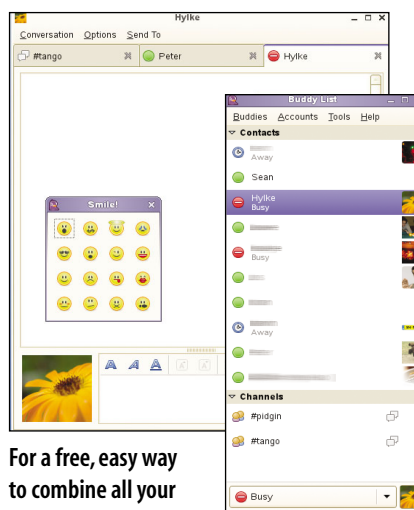 Hylke
Conversation Options Send To
#tango
Peter
Hylke
Buddy List
Buddies Accounts Tools Help
Contacts
Away
Sean
Hylke
Busy
Busy
Away
Channels
#pidgin
#tango
Busy
Smile!
A A A
For a free, easy way
to combine all your